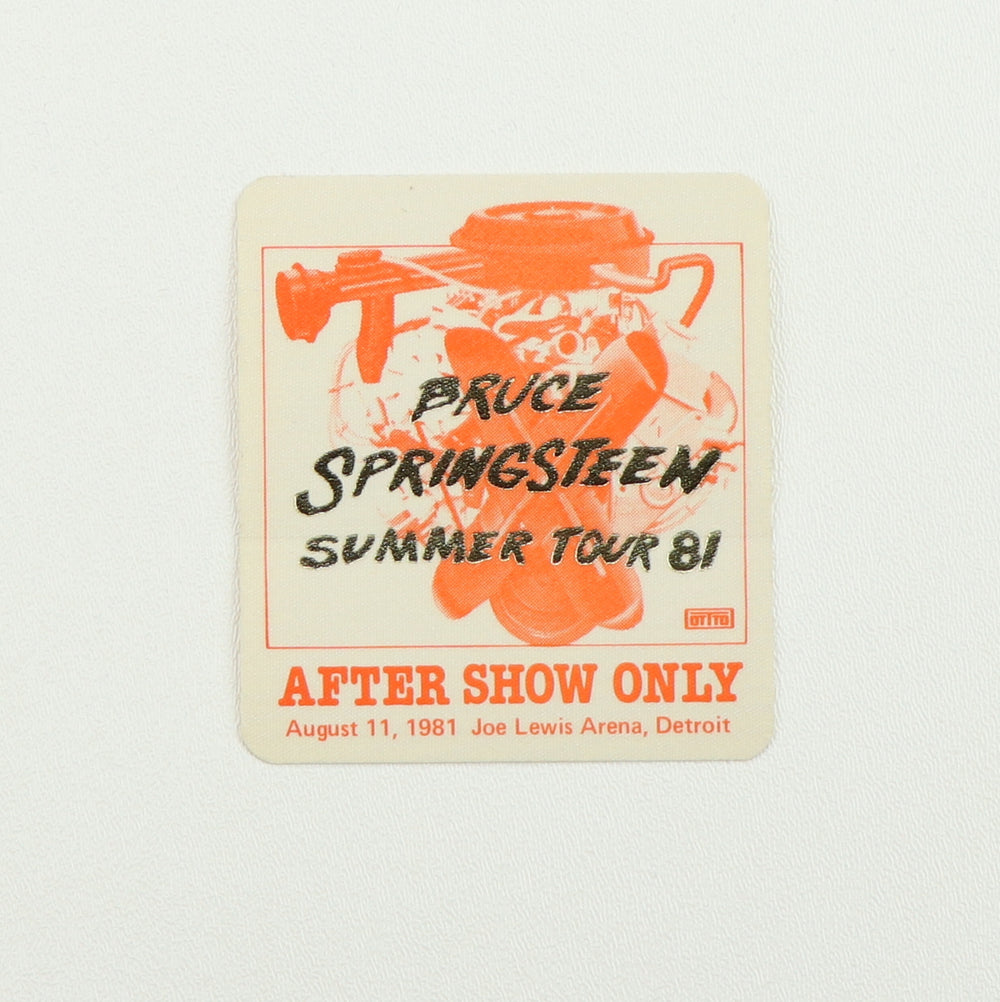 BRUCE
SPRINGSTEEN
SUMMER TOUR 81
OTTO
AFTER SHOW ONLY
August 11, 1981 Joe Lewis Arena, Detroit